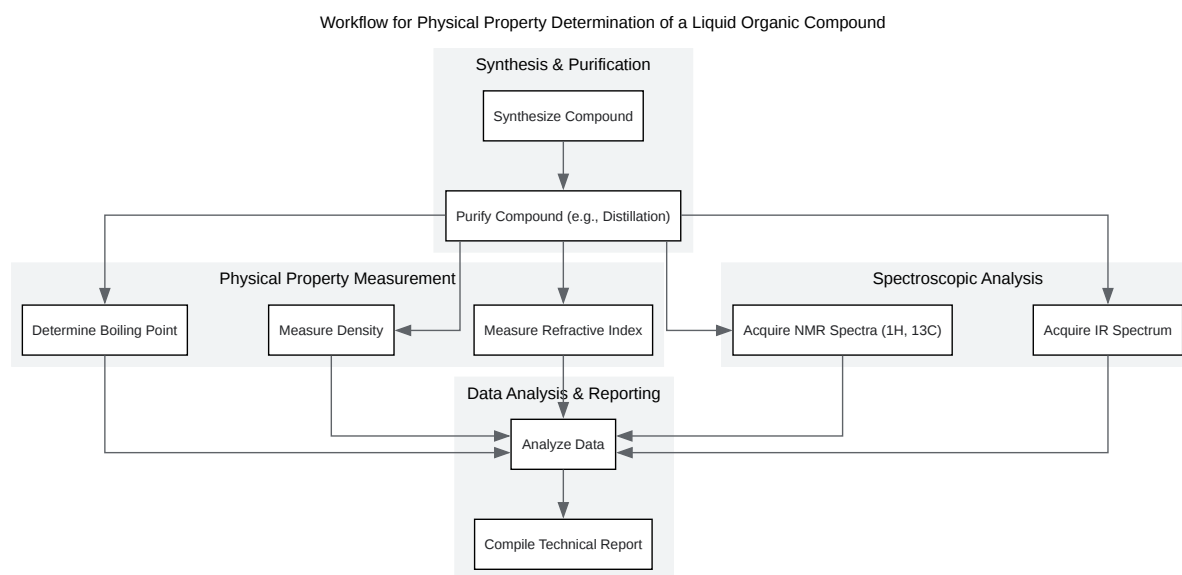 Workflow for Physical Property Determination of a Liquid Organic Compound
Synthesis & Purification
Synthesize Compound
Purify Compound (e.g., Distillation)
Physical Property Measurement
Spectroscopic Analysis
Determine Boiling Point
Measure Density
Measure Refractive Index
Acquire NMR Spectra (1H, 13C)
Acquire IR Spectrum
Data Analysis & Reporting
Analyze Data
Compile Technical Report